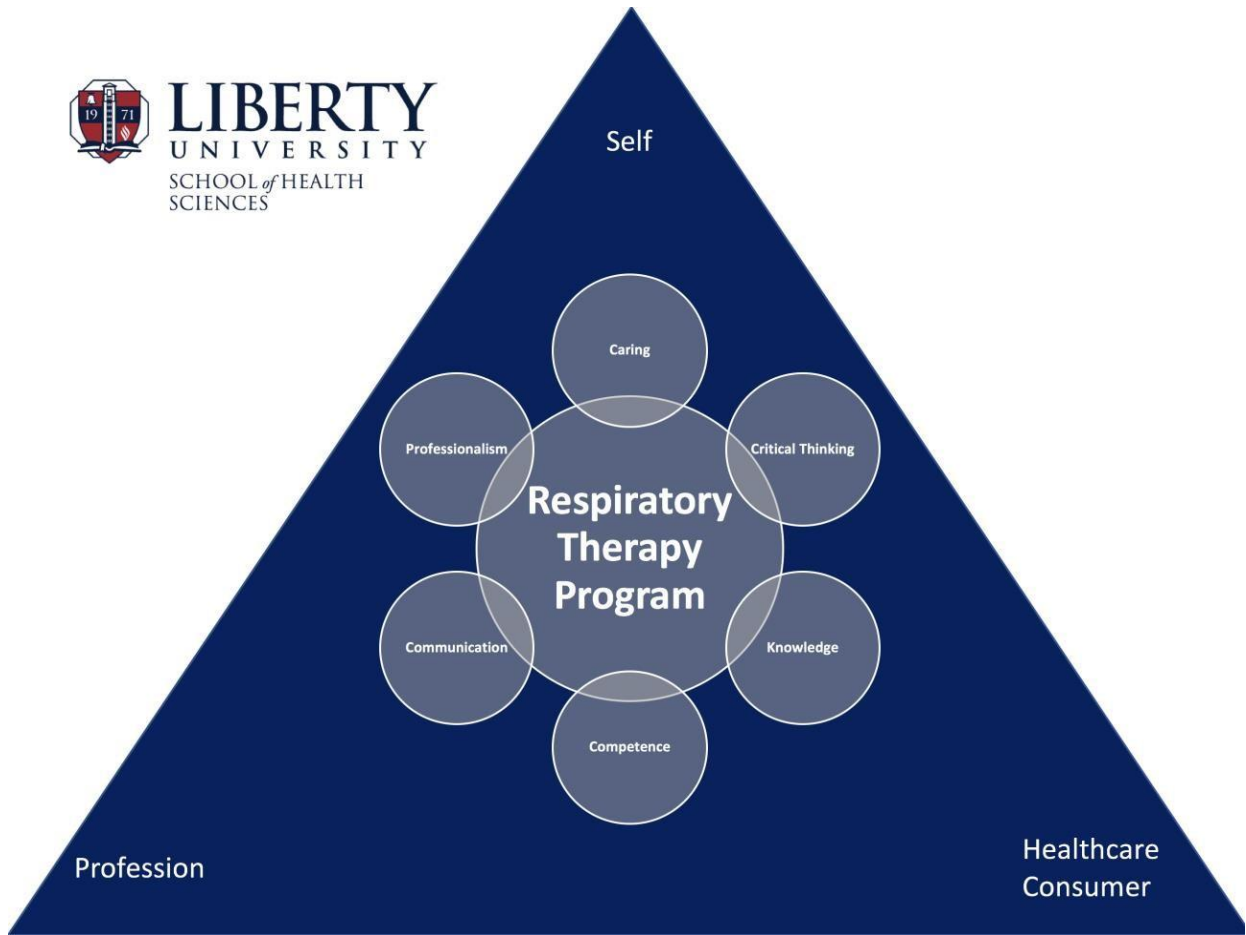 19 71
LIBERTY
UNIVERSITY
SCHOOL of HEALTH
SCIENCES
Self
Caring
Professionalism
Critical Thinking
Respiratory
Therapy
Program
Communication
Knowledge
Competence
Profession
Healthcare
Consumer